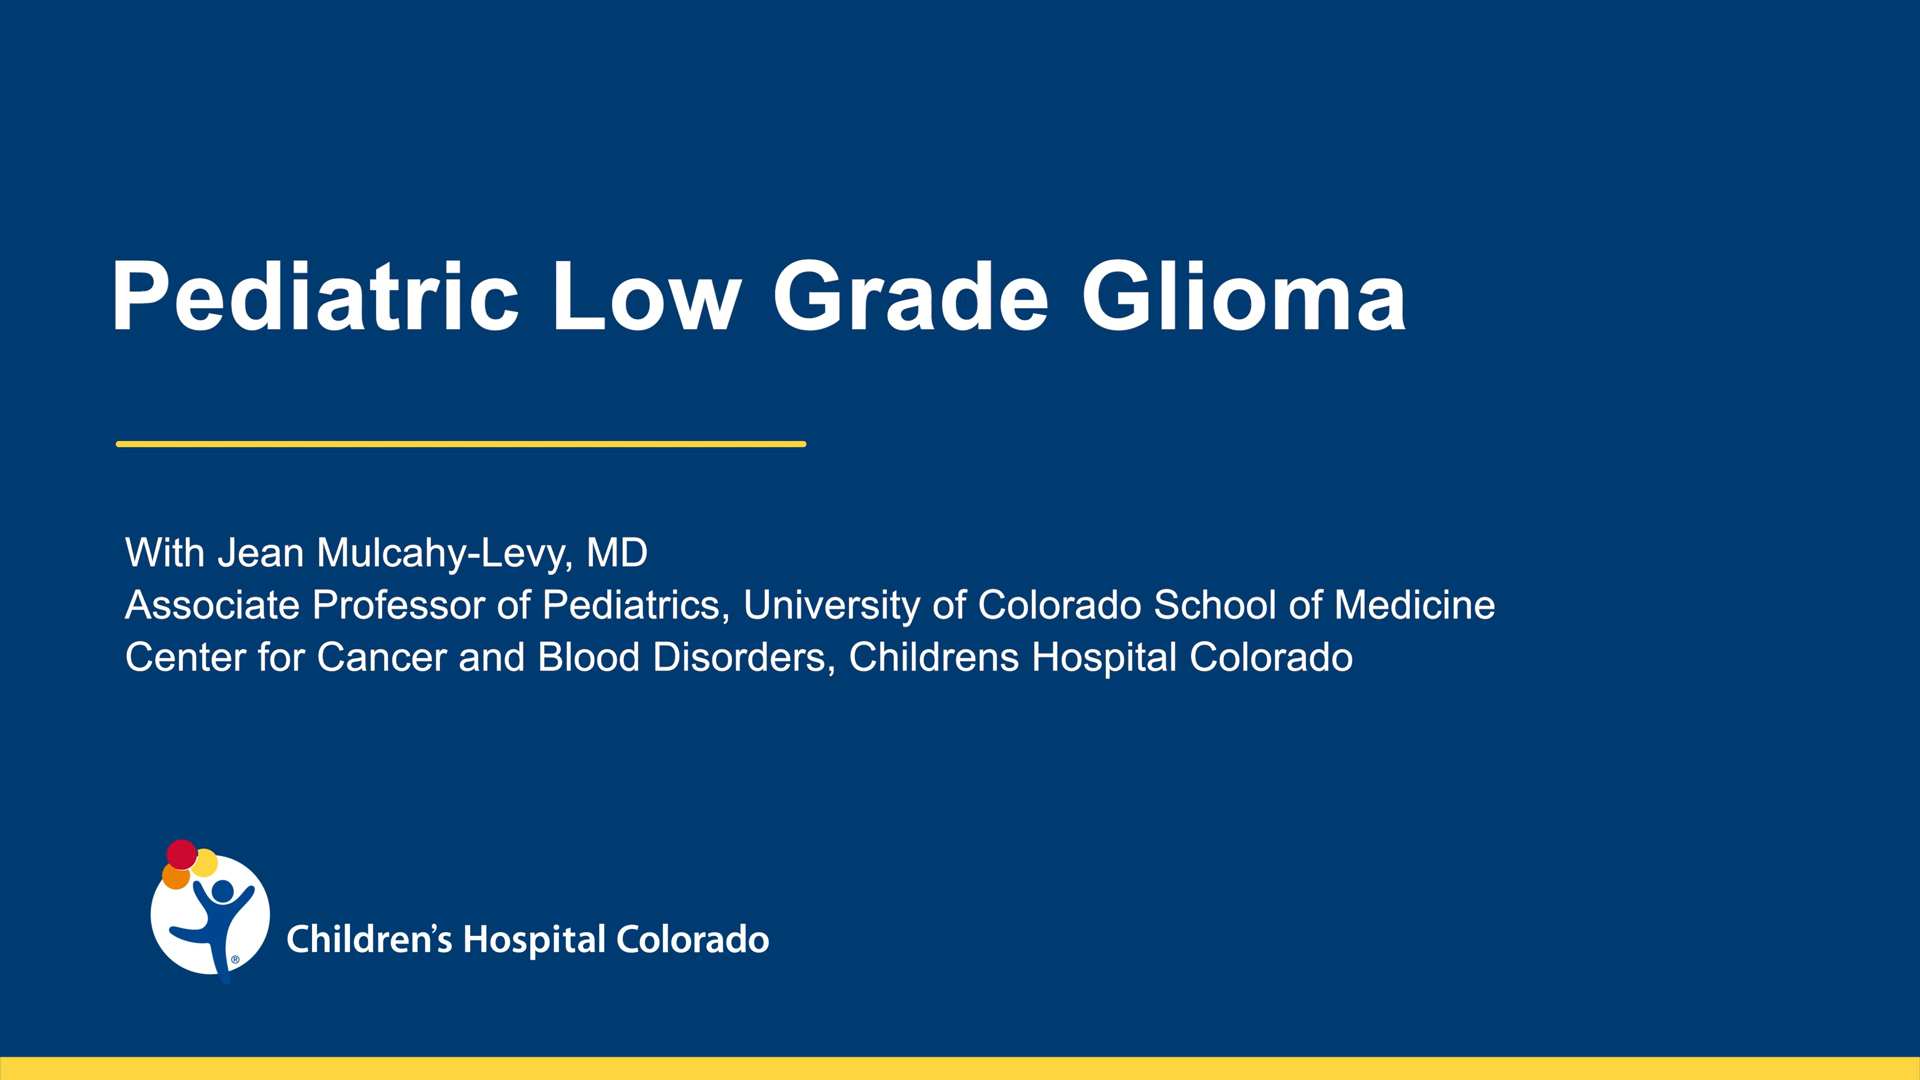 Pediatric Low Grade Glioma
With Jean Mulcahy-Levy, MD
Associate Professor of Pediatrics, University of Colorado School of Medicine
Center for Cancer and Blood Disorders, Childrens Hospital Colorado
®
Children’s Hospital Colorado